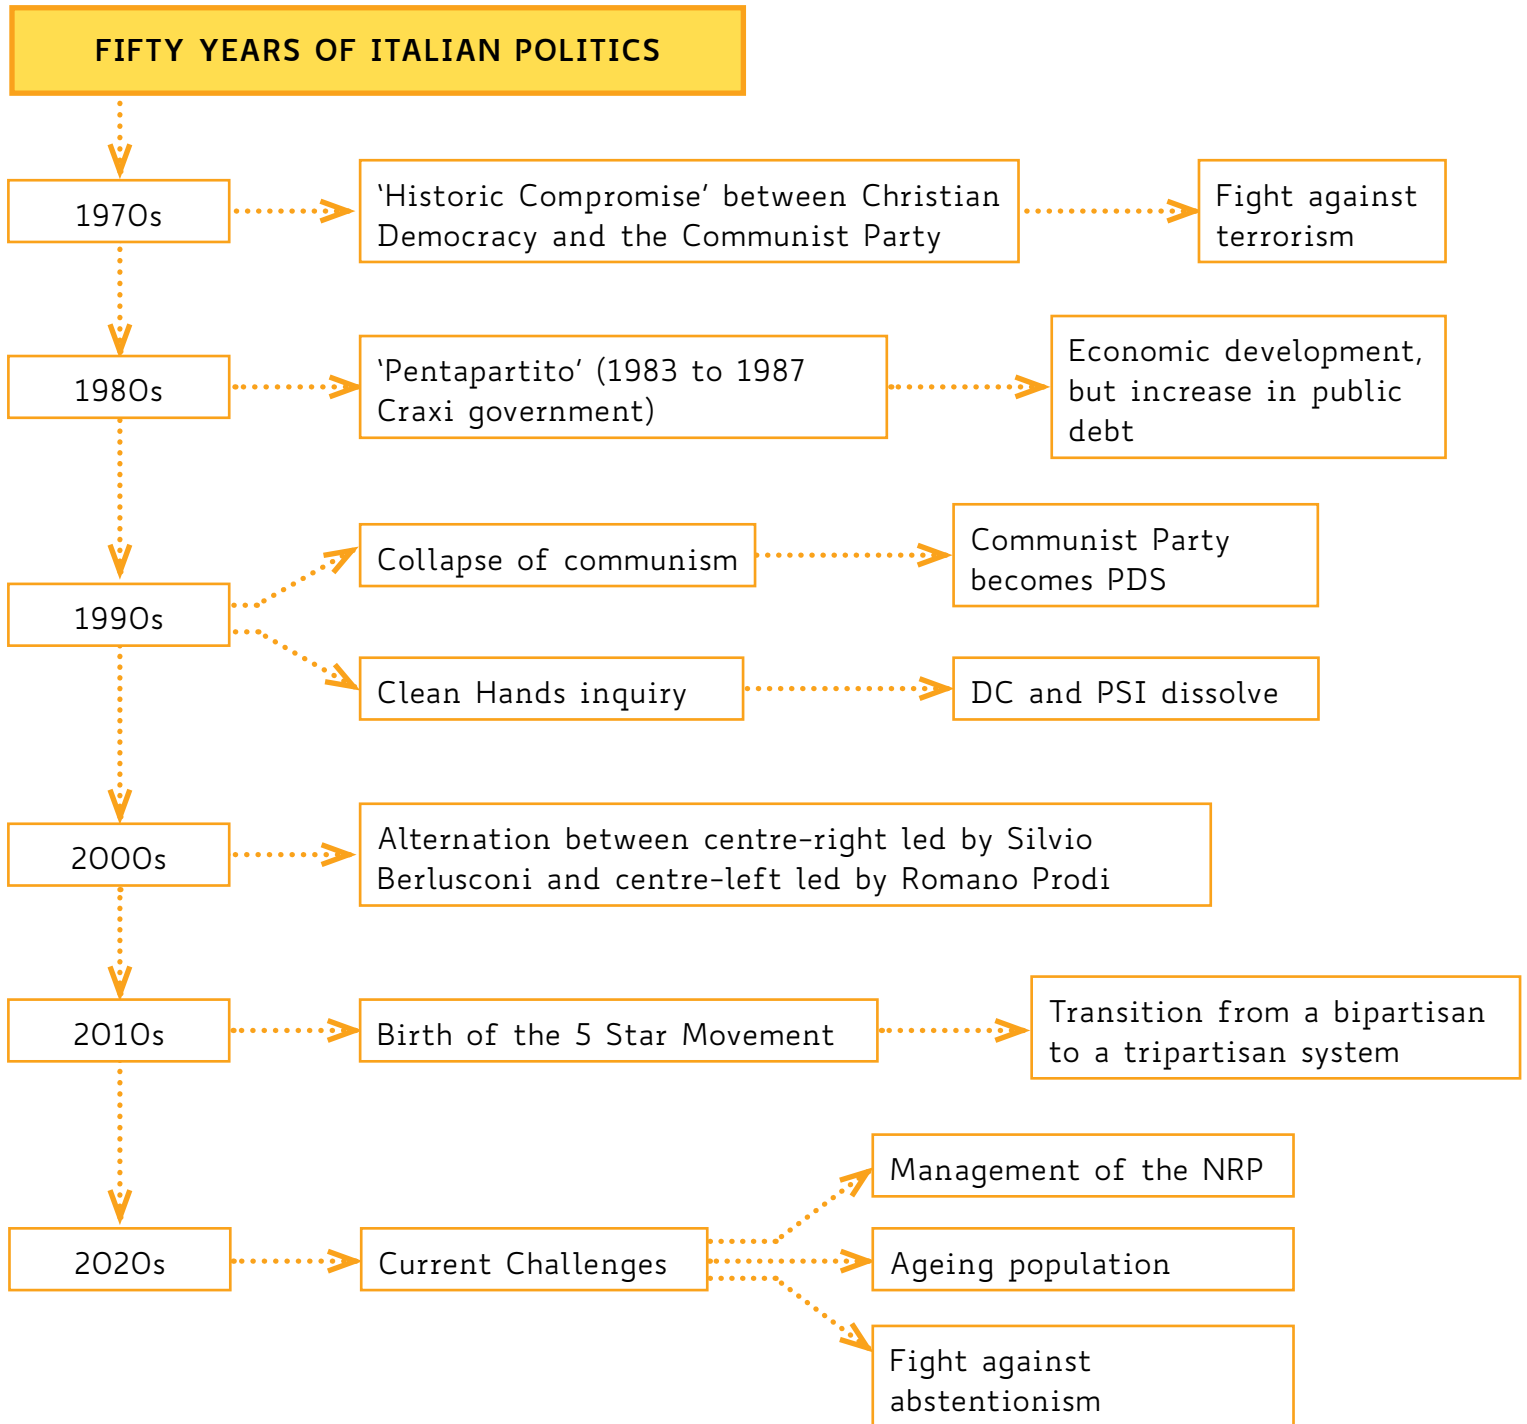 FIFTY YEARS OF ITALIAN POLITICS
1970s
‘Historic Compromise’ between Christian
Democracy and the Communist Party
Fight against
terrorism
1980s
‘Pentapartito’ (1983 to 1987
Craxi government)
Economic development,
but increase in public
debt
1990s
Collapse of communism
Communist Party
becomes PDS
Clean Hands inquiry
DC and PSI dissolve
2000s
Alternation between centre-right led by Silvio
Berlusconi and centre-left led by Romano Prodi
2010s
Birth of the 5 Star Movement
Transition from a bipartisan
to a tripartisan system
2020s
Current Challenges
Management of the NRP
Ageing population
Fight against
abstentionism